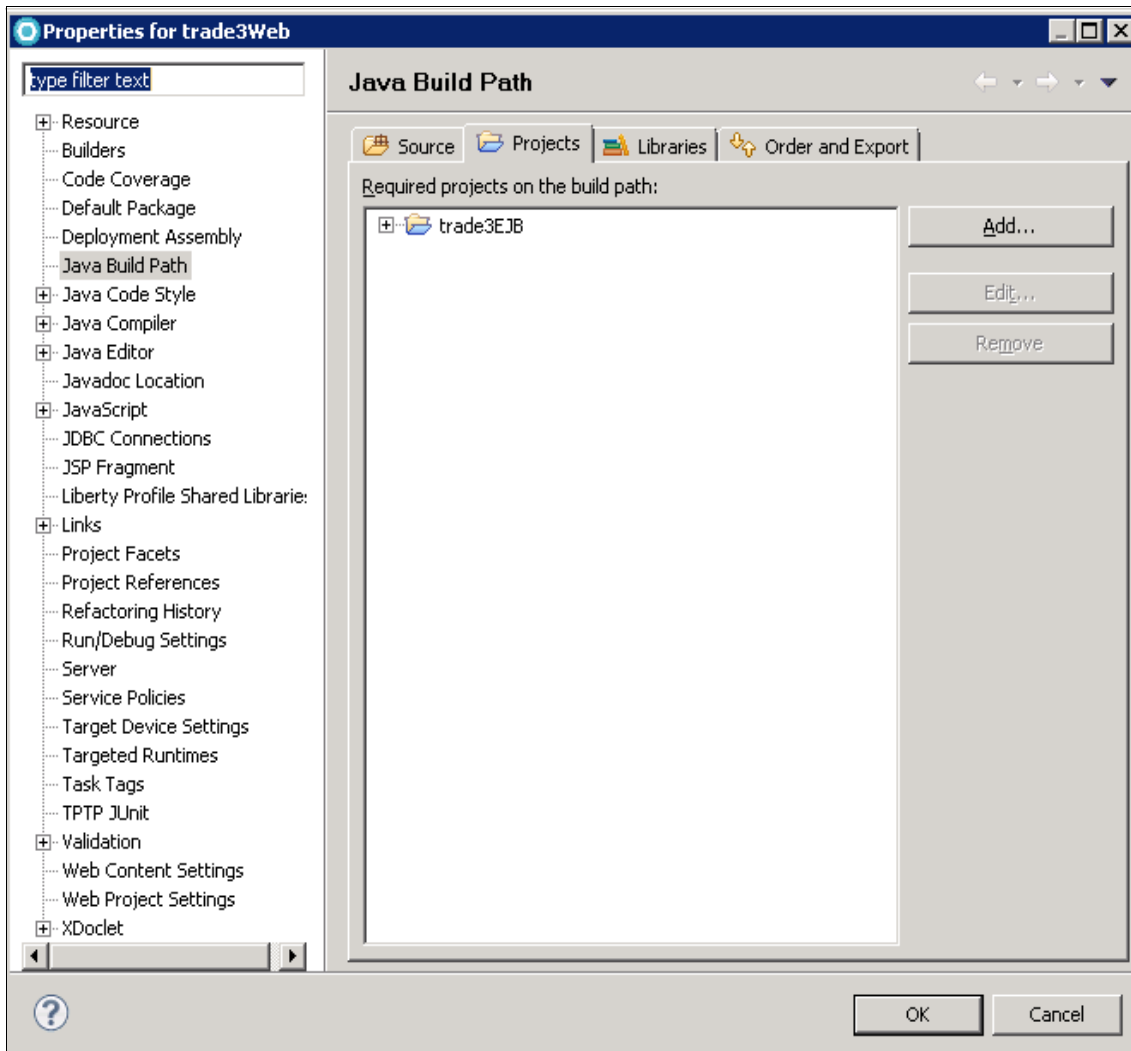 Properties for trade3Web
type filter text
Resource
Builders
Code Coverage
Default Package
Deployment Assembly
Java Build Path
Java Code Style
Java Compiler
Java Editor
Javadoc Location
JavaScript
JDBC Connections
JSP Fragment
Liberty Profile Shared Librarie
Links
Project Facets
Project References
Refactoring History
Run/Debug Settings
Server
Service Policies
Target Device Settings
Targeted Runtimes
Task Tags
TPTP JUnit
Validation
Web Content Settings
Web Project Settings
XDoclet
Java Build Path
Source Projects Libraries Order and Export
Required projects on the build path:
trade3EJB
Add...
Edit...
Remove
OK Cancel